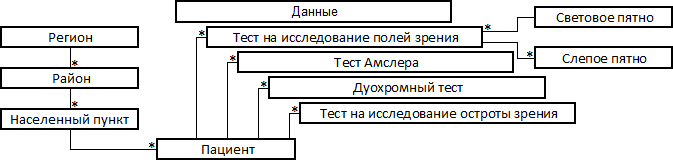 Данные
Регион
Район
Населенный пункт
Пациент
Тест на исследование полей зрения
*
Световое пятно
*
Слепое пятно
Тест Амслера
Дуохромный тест
Тест на исследование остроты зрения
*
*
*
*
*
*
*